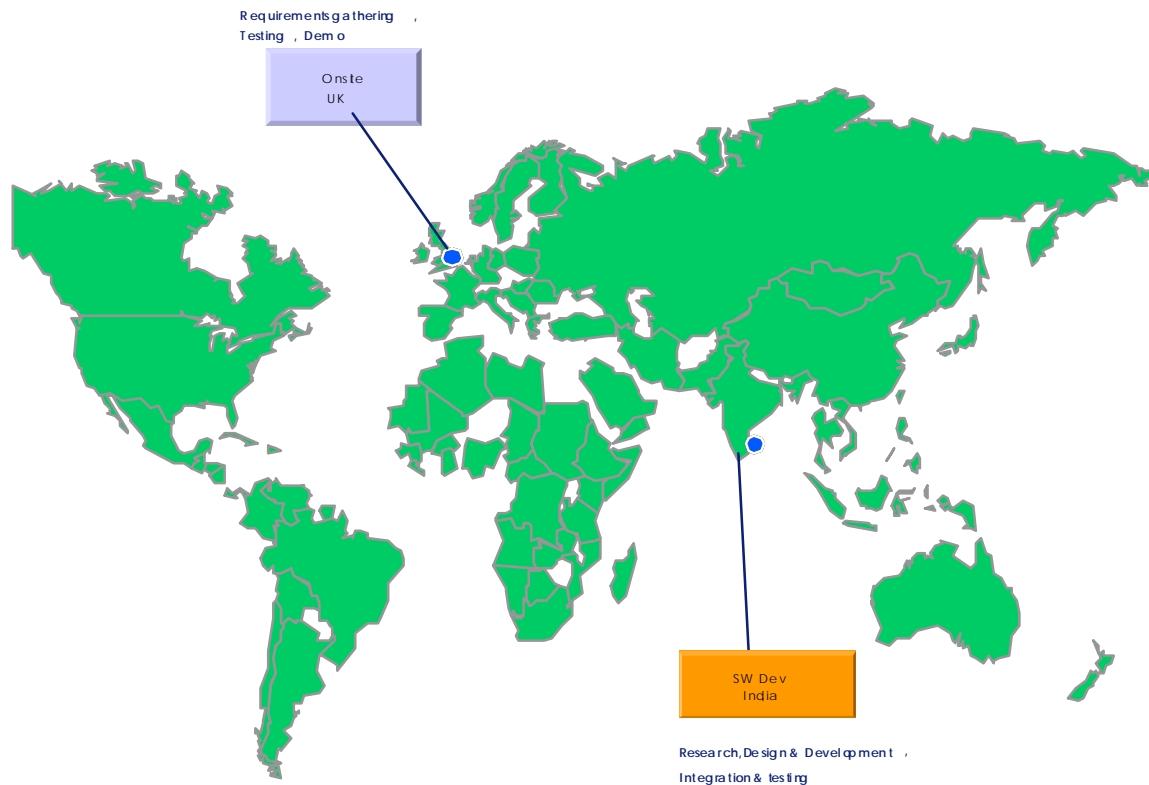 Requirements gathering ,
Testing , Demo
Onsite
UK
SW Dev
India
Research, Design & Development ,
Integration & testing